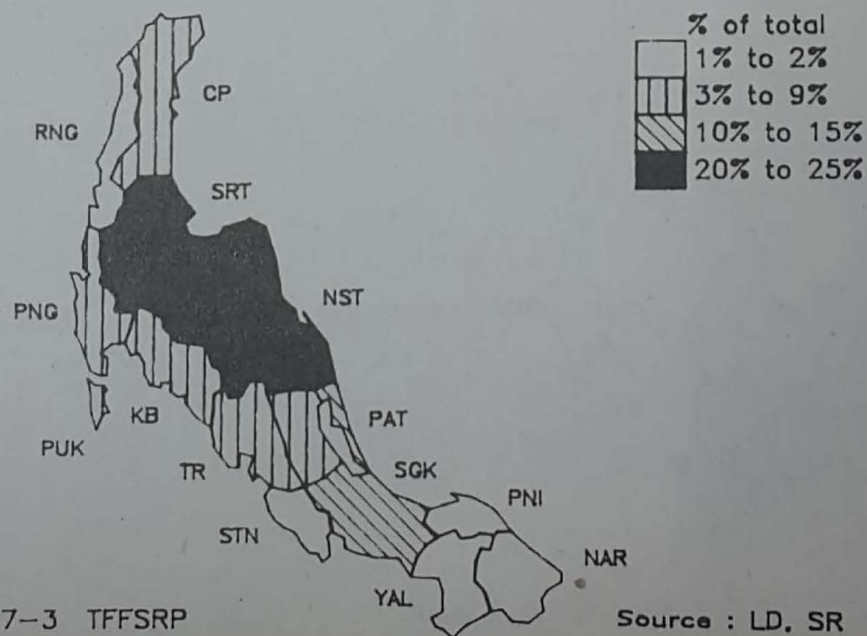 % of total
1% to 2%
3% to 9%
10% to 15%
20% to 25%
CP
RNG
SRT
NST
PNG
KB
PUK
PAT
TR
SGK
PNI
STN
NAR
YAL
7-3 TFFSRP
Source : LD, SR